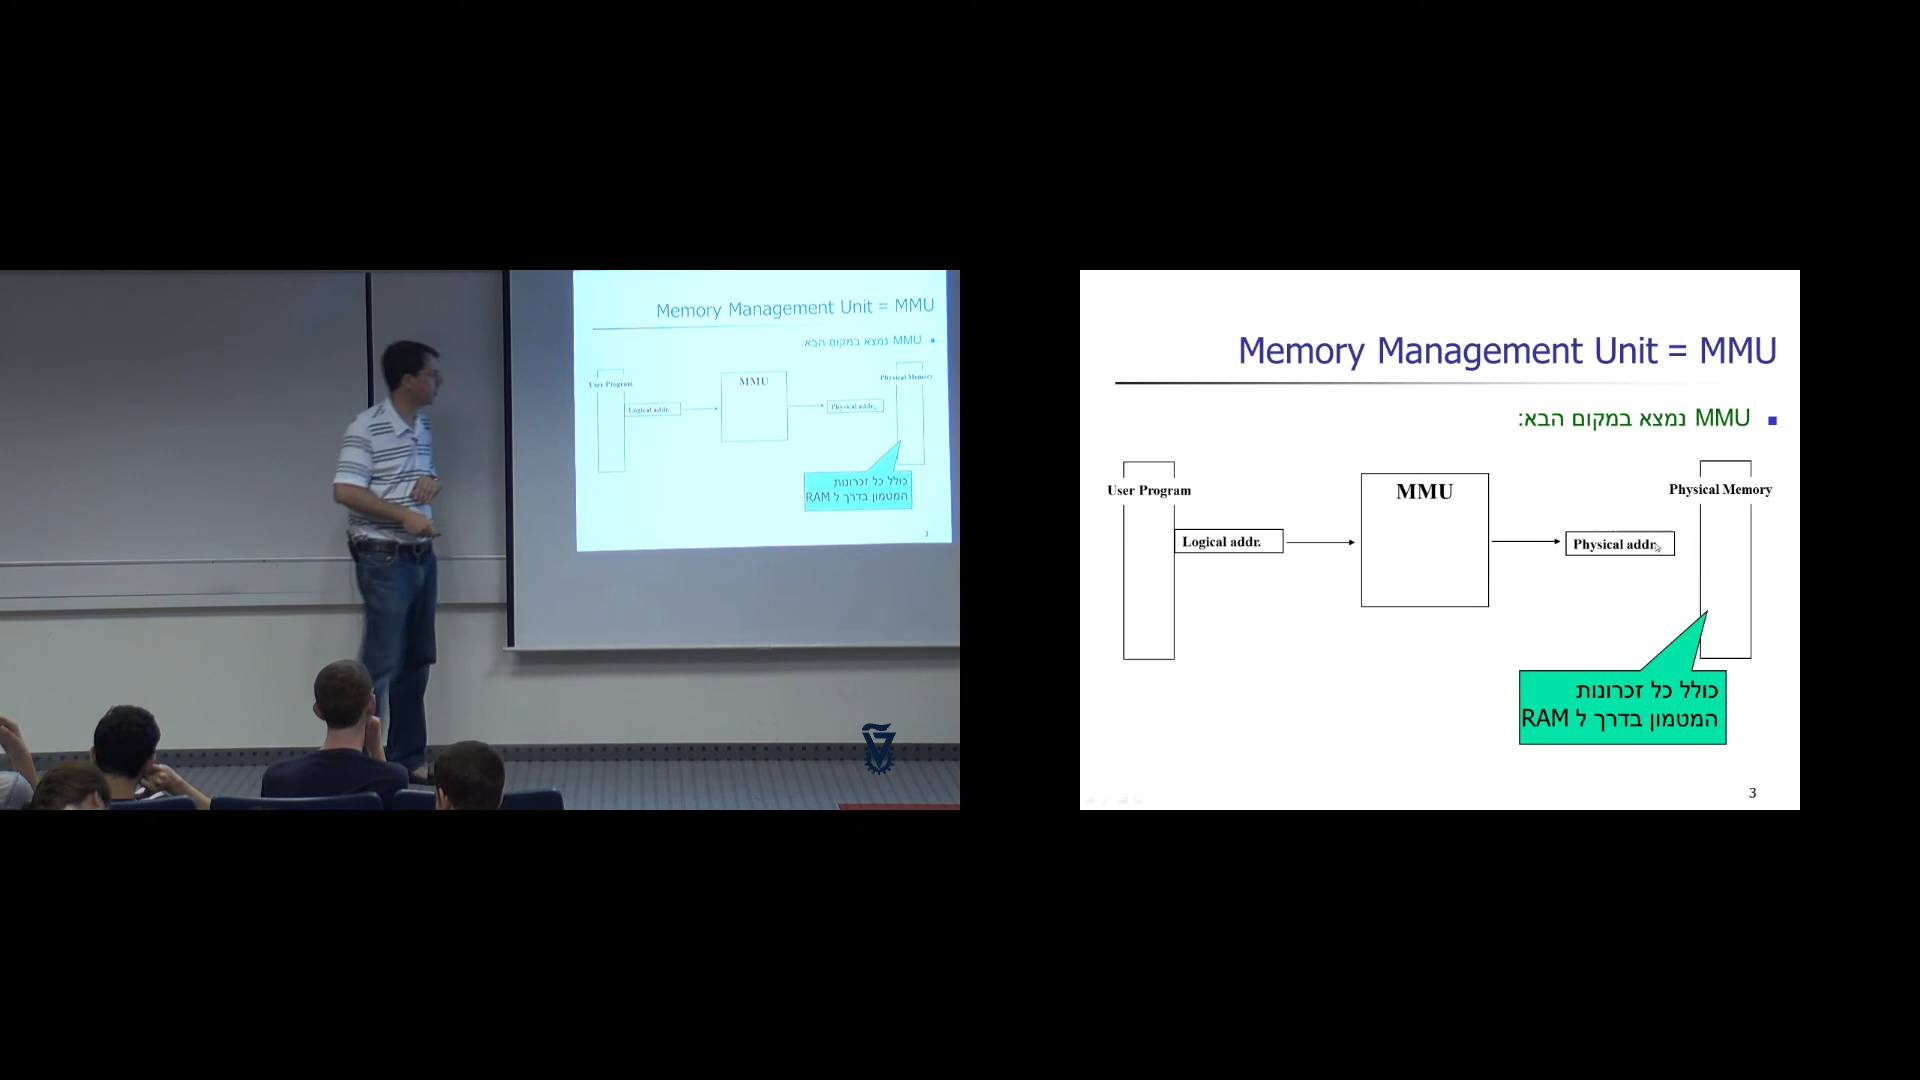 Memory Management Unit = MMU
MMU נמצא במקום הבא:
User Program
MMU
Physical Memory
Logical addr.
Physical addr.
כולל כל זכרונות
המטמון בדרך ל RAM
3
Memory Management Unit = MMU
MMU נמצא במקום הבא:
User Program
MMU
Physical Memory
Logical addr.
Physical addr.
כולל כל זכרונות
המטמון בדרך ל RAM
3